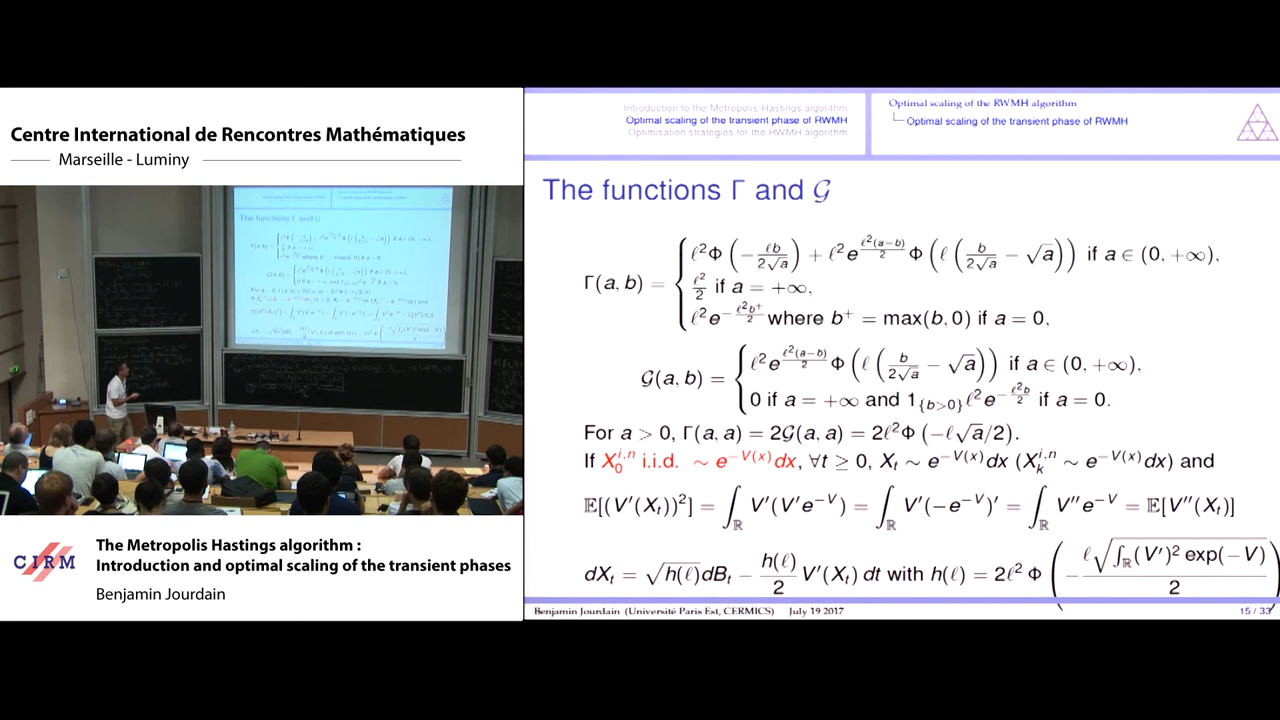 Centre International de Rencontres Mathématiques
Marseille - Luminy
CIRM
The Metropolis Hastings algorithm :
Introduction and optimal scaling of the transient phases
Benjamin Jourdain
Introduction to the Metropolis Hastings algorithm
Optimal scaling of the transient phase of RWMH
Optimisation strategies for the RWMH algorithm
Optimal scaling of the RWMH algorithm
Optimal scaling of the transient phase of RWMH
The functions Γ and 𝒢
Γ(a, b) = { ℓ²Φ(−ℓb/(2√a)) + ℓ²e^{ℓ²(a−b)/2} Φ(ℓ(b/(2√a) − √a)) if a ∈ (0, +∞),
ℓ²/2 if a = +∞,
ℓ²e^{−ℓ²b⁺/2} where b⁺ = max(b, 0) if a = 0,
𝒢(a, b) = { ℓ²e^{ℓ²(a−b)/2} Φ(ℓ(b/(2√a) − √a)) if a ∈ (0, +∞),
0 if a = +∞ and 1_{b>0}ℓ²e^{−ℓ²b/2} if a = 0.
For a > 0, Γ(a, a) = 2𝒢(a, a) = 2ℓ²Φ(−ℓ√a/2).
If X_0^{i,n} i.i.d. ∼ e^{−V(x)}dx, ∀t ≥ 0, X_t ∼ e^{−V(x)}dx (X_k^{i,n} ∼ e^{−V(x)}dx) and
𝔼[(V′(X_t))²] = ∫_ℝ V′(V′e^{−V}) = ∫_ℝ V′(−e^{−V})′ = ∫_ℝ V″e^{−V} = 𝔼[V″(X_t)]
dX_t = √h(ℓ)dB_t − h(ℓ)/2 V′(X_t) dt with h(ℓ) = 2ℓ² Φ(−ℓ√(∫_ℝ(V′)² exp(−V))/2)
Benjamin Jourdain (Université Paris Est, CERMICS) July 19 2017 15 / 33